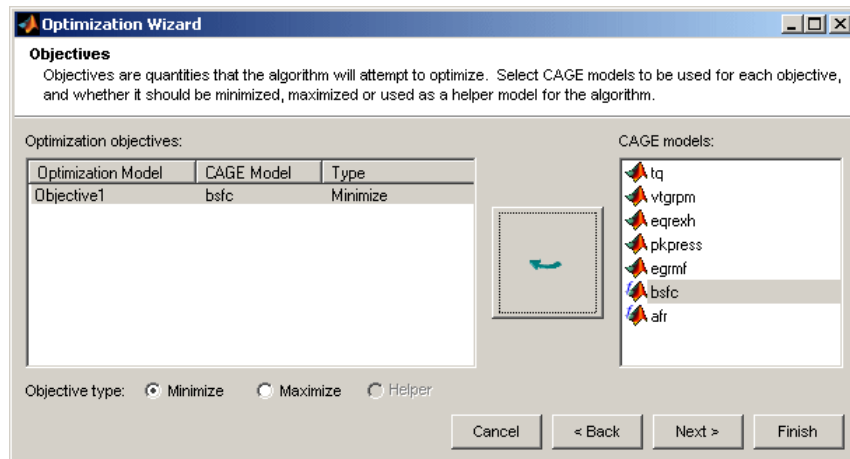 Optimization Wizard
Objectives
Objectives are quantities that the algorithm will attempt to optimize. Select CAGE models to be used for each objective,
and whether it should be minimized, maximized or used as a helper model for the algorithm.
Optimization objectives:
Optimization Model CAGE Model Type
Objective1 bsfc Minimize
CAGE models:
tq
vtgrpm
eqrexh
pkpress
egrmf
bsfc
afr
Objective type: Minimize Maximize Helper
Cancel < Back Next > Finish